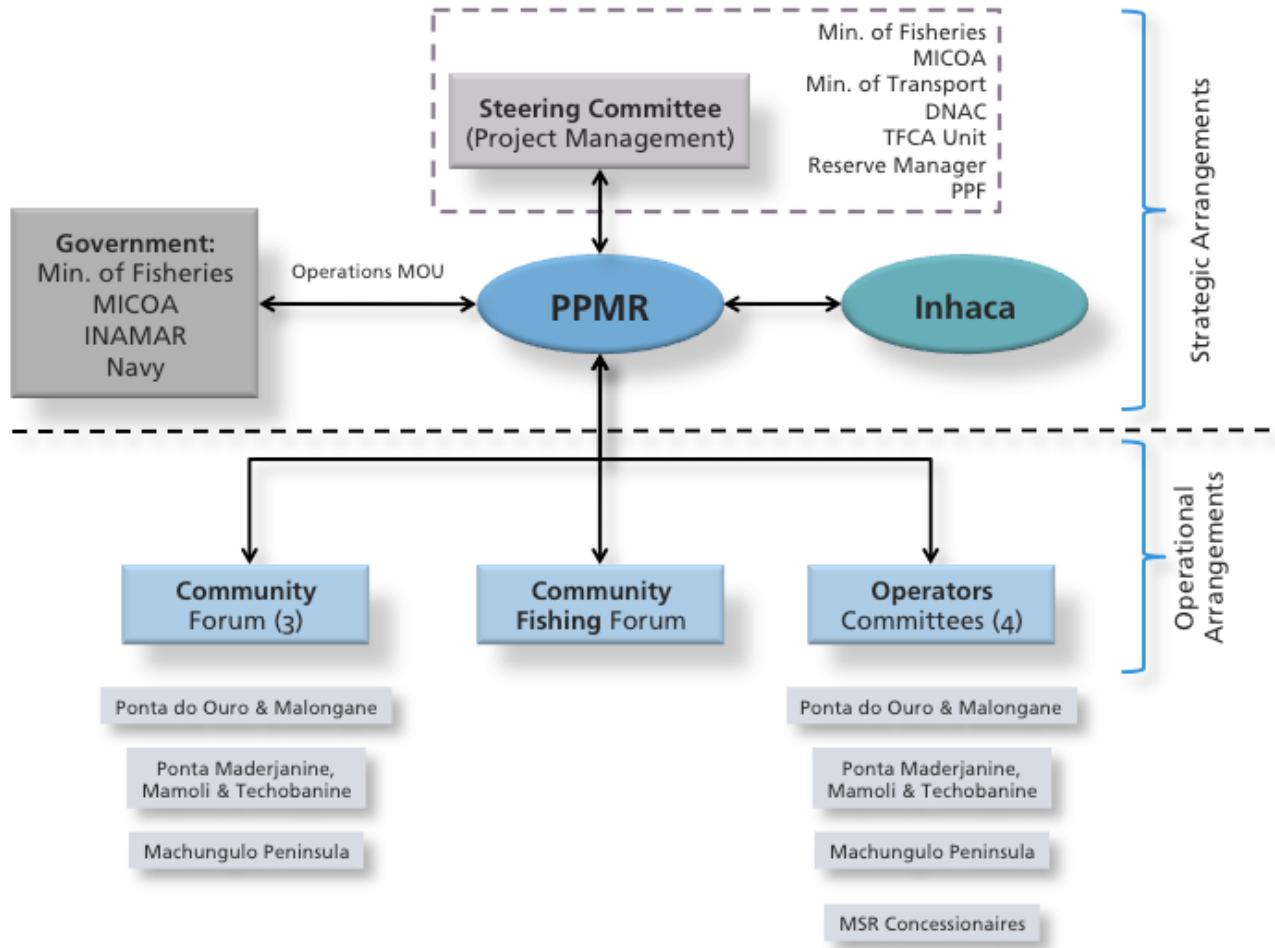 Min. of Fisheries
MICOA
Min. of Transport
DNAC
TFCA Unit
Reserve Manager
PPF
Steering Committee
(Project Management)
Strategic Arrangements
Government:
Min. of Fisheries
MICOA
INAMAR
Navy
Operations MOU
PPMR
Inhaca
Operational
Arrangements
Community
Forum (3)
Community
Fishing Forum
Operators
Committees (4)
Ponta do Ouro & Malongane
Ponta Maderjanine,
Mamoli & Techobanine
Machungulo Peninsula
Ponta do Ouro & Malongane
Ponta Maderjanine,
Mamoli & Techobanine
Machungulo Peninsula
MSR Concessionaires